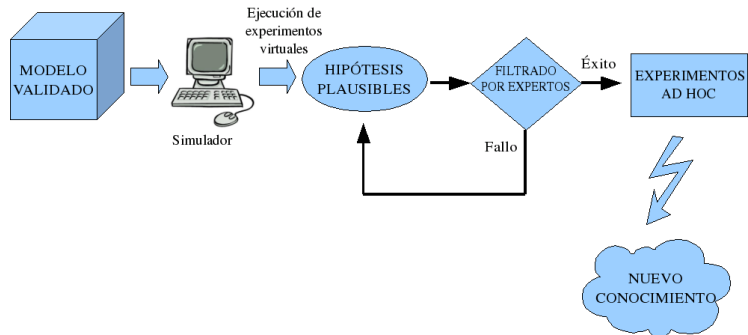 MODELO
VALIDADO
Simulador
Ejecución de
experimentos
virtuales
HIPÓTESIS
PLAUSIBLES
FILTRADO
POR EXPERTOS
Éxito
Fallo
EXPERIMENTOS
AD HOC
NUEVO
CONOCIMIENTO